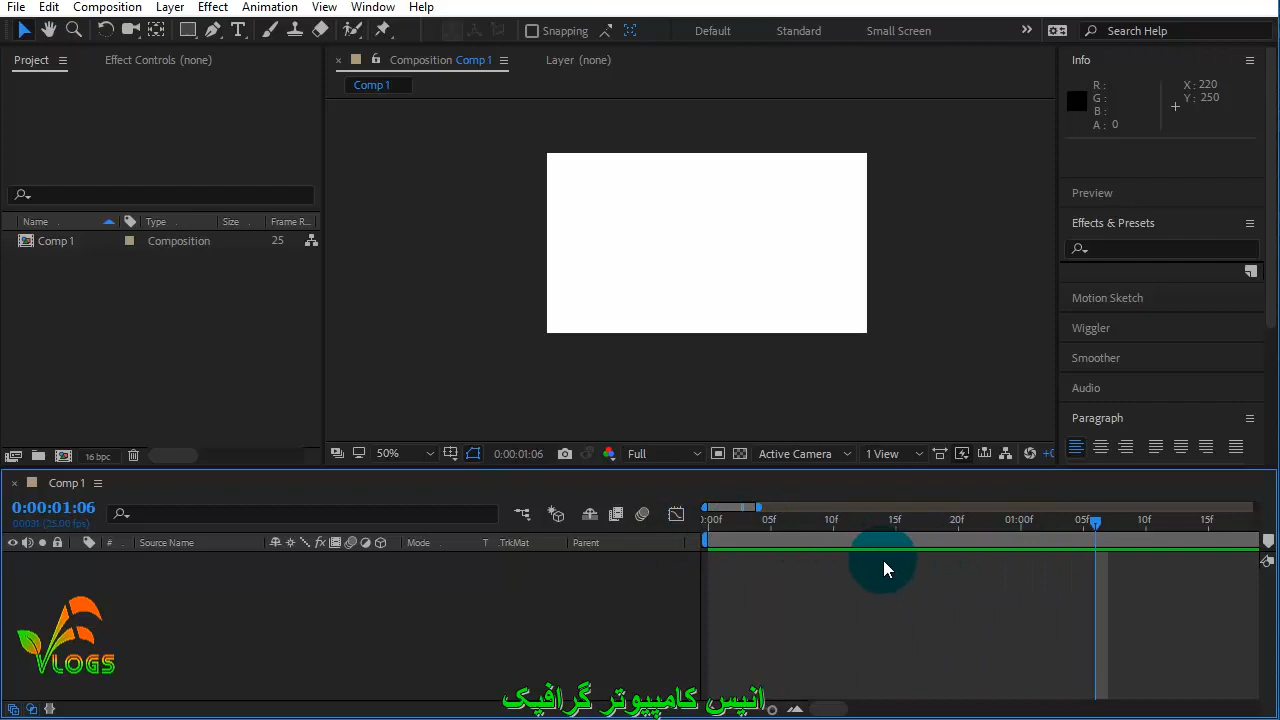 File Edit Composition Layer Effect Animation View Window Help
Snapping Default Standard Small Screen Search Help
Project Effect Controls (none)
Composition Comp 1 Layer (none)
Comp 1
Info
R: X: 220
G: Y: 250
B:
A: 0
Preview
Effects & Presets
Motion Sketch
Wiggler
Smoother
Audio
Paragraph
Name Type Size Frame R...
Comp 1 Composition 25
16 bpc
50% 0:00:01:06 Full Active Camera 1 View +0
Comp 1
0:00:01:06
00031 (25.00 fps)
:00f 05f 10f 15f 20f 01:00f 05f 10f 15f
# Source Name Mode T .TrkMat Parent
VLOGS
انیس کامپیوٹر گرافیک